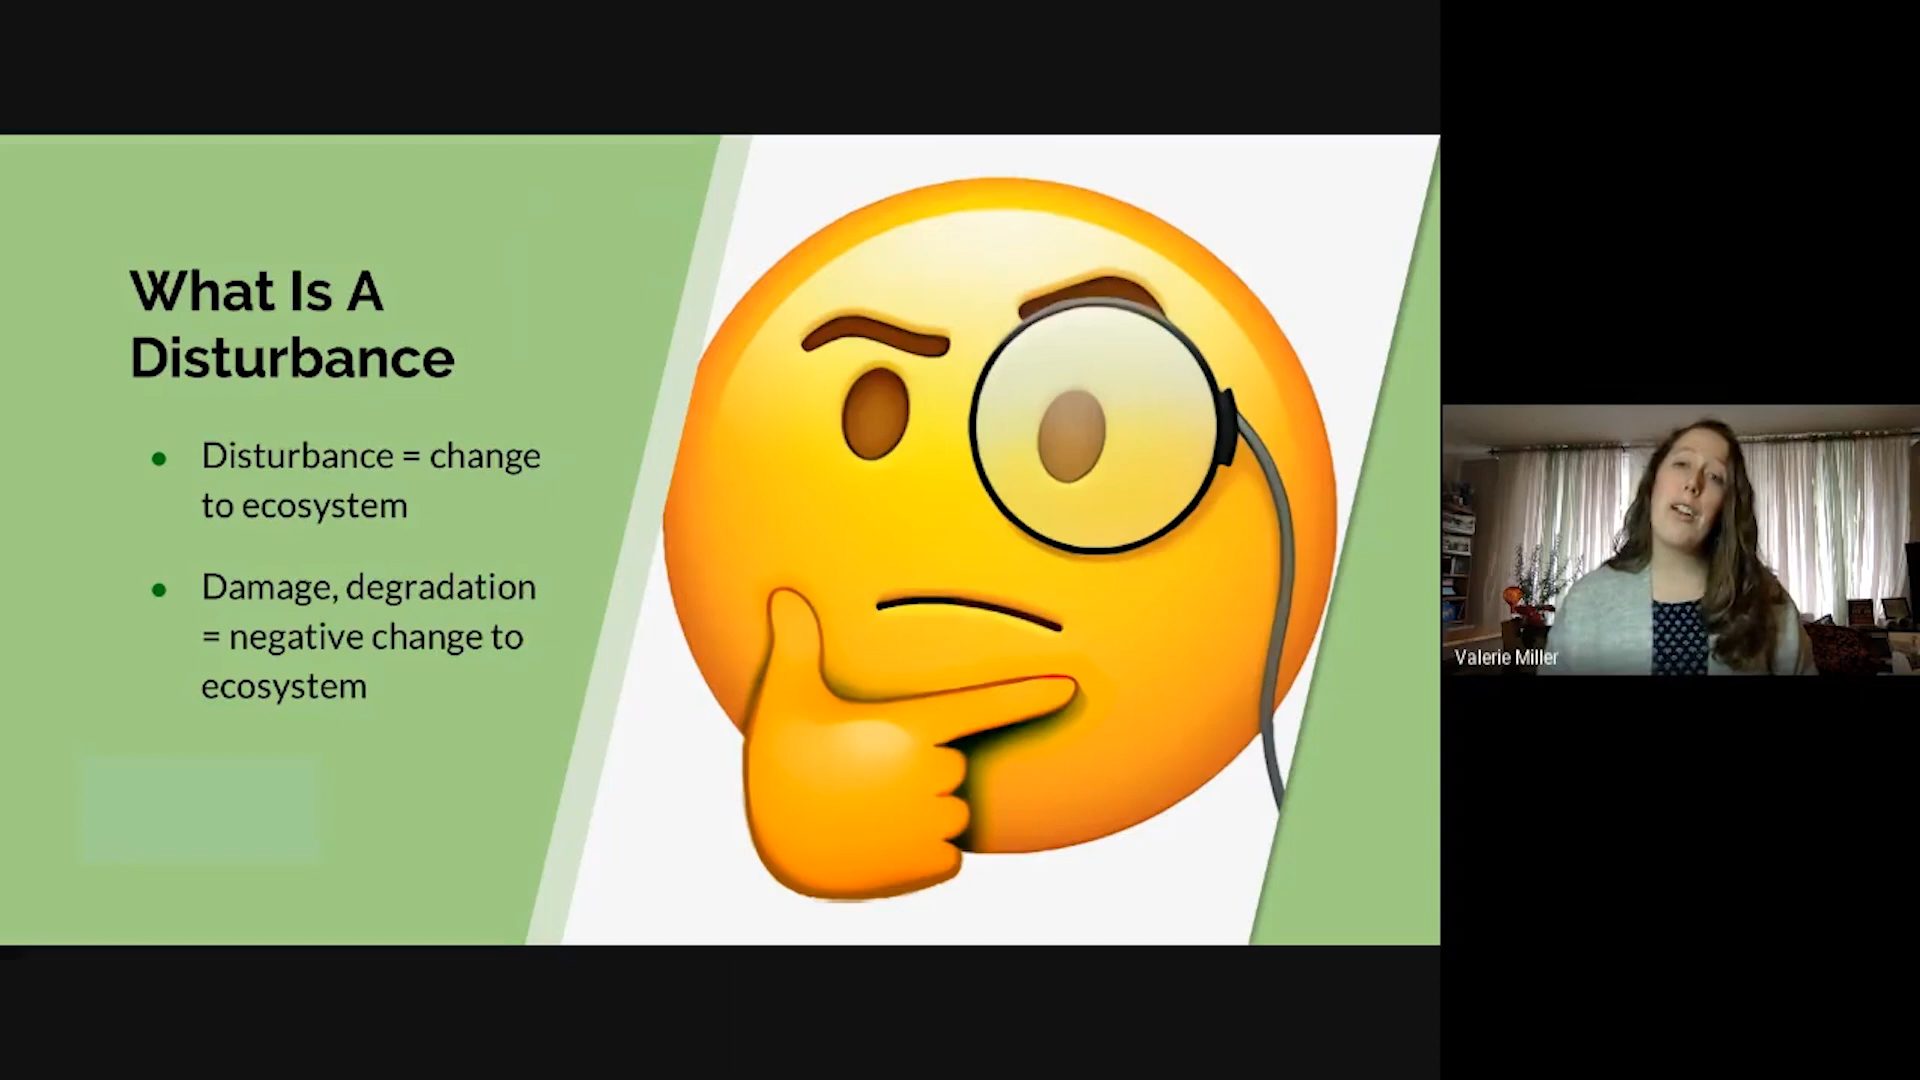 What Is A
Disturbance
Disturbance = change
to ecosystem
Damage, degradation
= negative change to
ecosystem
Valerie Miller